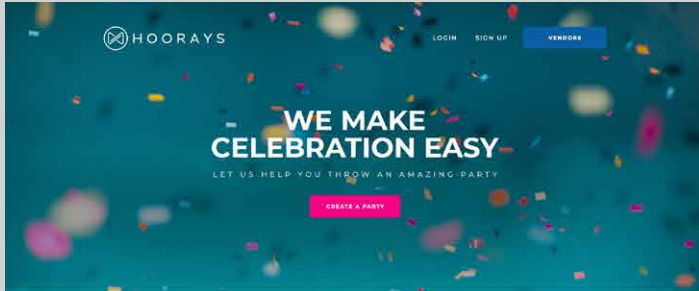 HOORAYS
LOGIN SIGN UP VENDORS
WE MAKE
CELEBRATION EASY
LET US HELP YOU THROW AN AMAZING PARTY
CREATE A PARTY